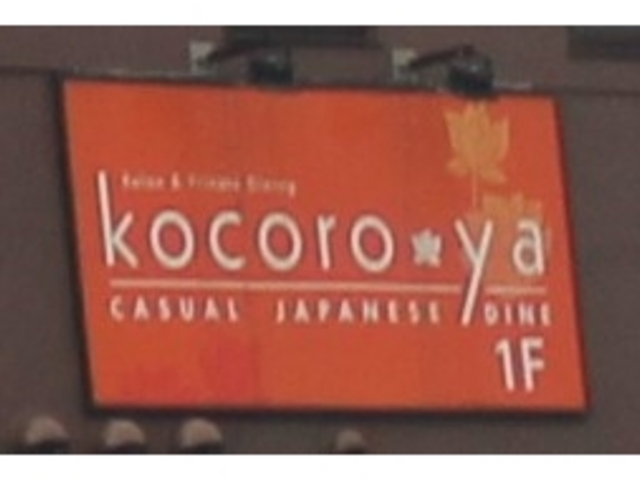 Relax & Private Dining
kocoro ya
CASUAL JAPANESE DINE
1F